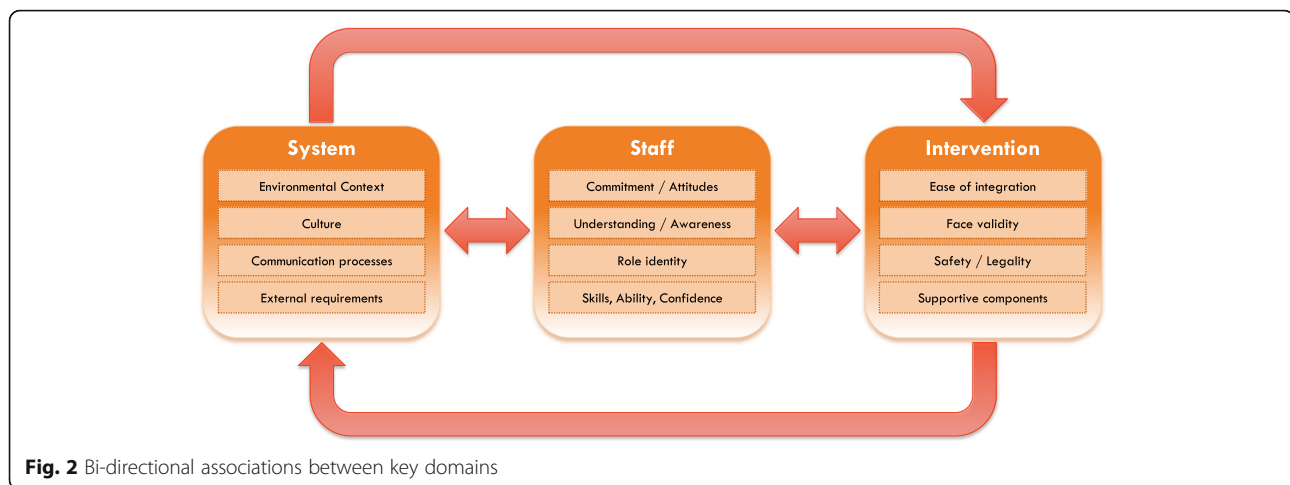 System
Environmental Context
Culture
Communication processes
External requirements
Staff
Commitment / Attitudes
Understanding / Awareness
Role identity
Skills, Ability, Confidence
Intervention
Ease of integration
Face validity
Safety / Legality
Supportive components
Fig. 2 Bi-directional associations between key domains